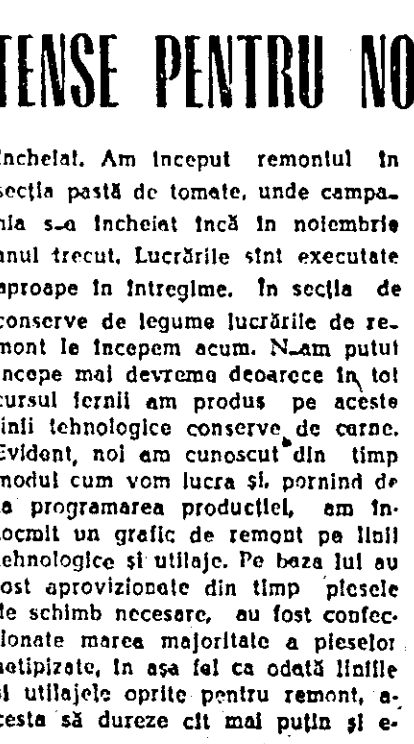 TENSE PENTRU NO
încheiat. Am început remontul în
secția pastă de tomate, unde campa-
nia s-a încheiat încă în noiembrie
anul trecut. Lucrările sînt executate
aproape în întregime. În secția de
conserve de legume lucrările de re-
mont le începem acum. N-am putut
începe mai devreme deoarece în tot
cursul iernii am produs pe aceste
linii tehnologice conserve de carne.
Evident, noi am cunoscut din timp
modul cum vom lucra și, pornind de
la programarea producției, am în-
tocmit un grafic de remont pe linii
tehnologice și utilaje. Pe baza lui au
fost aprovizionate din timp piesele
de schimb necesare, au fost confec-
ționate marea majoritate a pieselor
netipizate, în așa fel ca odată liniile
și utilajele oprite pentru remont, a-
cesta să dureze cît mai puțin și e-